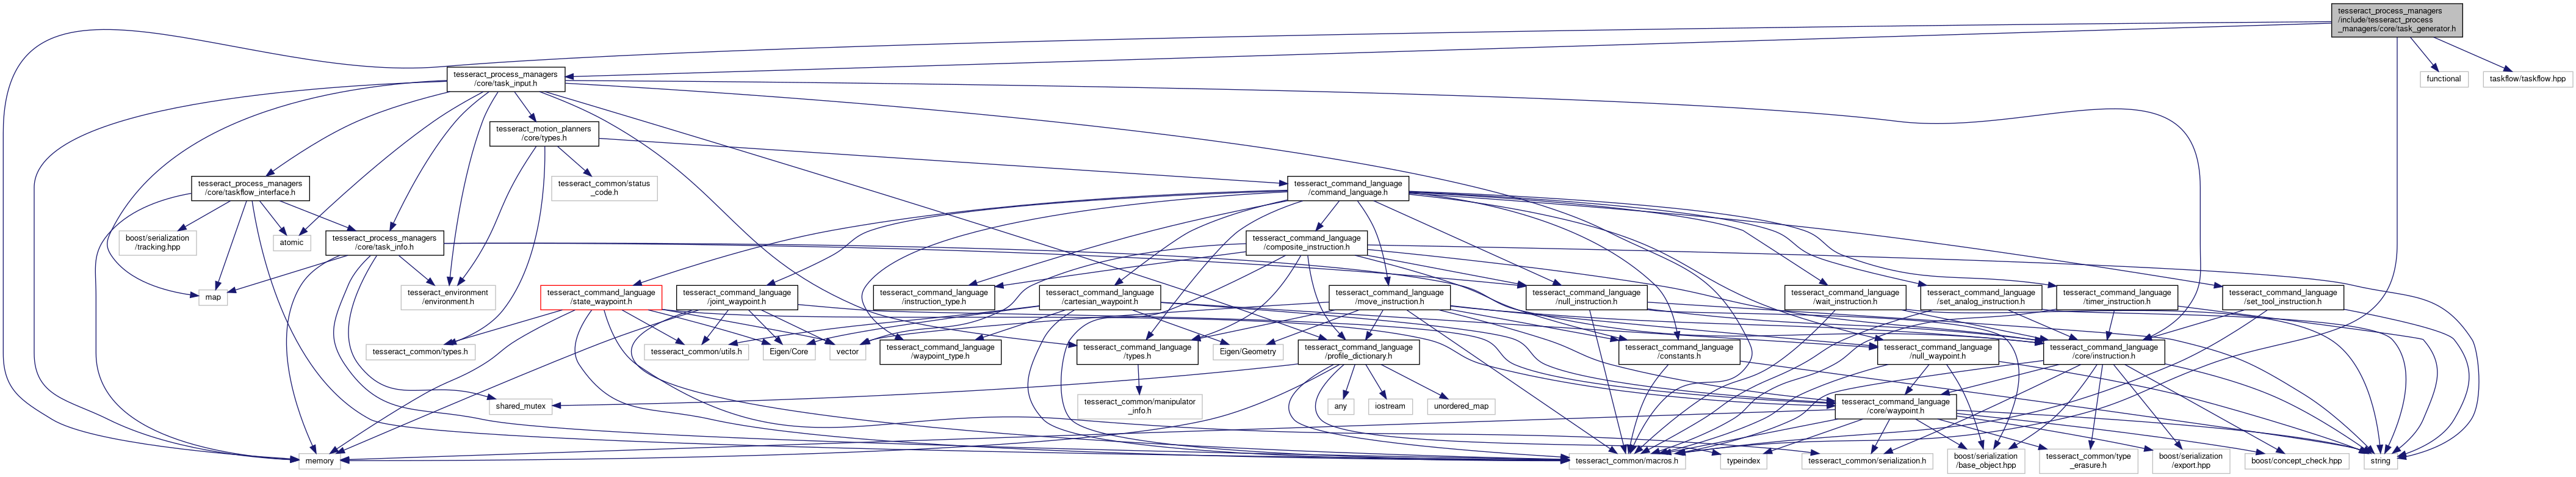 tesseract_process_managers
/include/tesseract_process
_managers/core/task_generator.h
tesseract_process_managers
/core/task_input.h
functional
taskflow/taskflow.hpp
tesseract_motion_planners
/core/types.h
tesseract_process_managers
/core/taskflow_interface.h
tesseract_common/status
_code.h
tesseract_command_language
/command_language.h
boost/serialization
/tracking.hpp
atomic
tesseract_process_managers
/core/task_info.h
tesseract_command_language
/composite_instruction.h
map
tesseract_environment
/environment.h
tesseract_command_language
/state_waypoint.h
tesseract_command_language
/joint_waypoint.h
tesseract_command_language
/instruction_type.h
tesseract_command_language
/cartesian_waypoint.h
tesseract_command_language
/move_instruction.h
tesseract_command_language
/null_instruction.h
tesseract_command_language
/wait_instruction.h
tesseract_command_language
/set_analog_instruction.h
tesseract_command_language
/timer_instruction.h
tesseract_command_language
/set_tool_instruction.h
tesseract_common/types.h
tesseract_common/utils.h
Eigen/Core
vector
tesseract_command_language
/waypoint_type.h
tesseract_command_language
/types.h
Eigen/Geometry
tesseract_command_language
/profile_dictionary.h
tesseract_command_language
/constants.h
tesseract_command_language
/null_waypoint.h
tesseract_command_language
/core/instruction.h
shared_mutex
tesseract_common/manipulator
_info.h
any
iostream
unordered_map
tesseract_command_language
/core/waypoint.h
memory
tesseract_common/macros.h
typeindex
tesseract_common/serialization.h
boost/serialization
/base_object.hpp
tesseract_common/type
_erasure.h
boost/serialization
/export.hpp
boost/concept_check.hpp
string